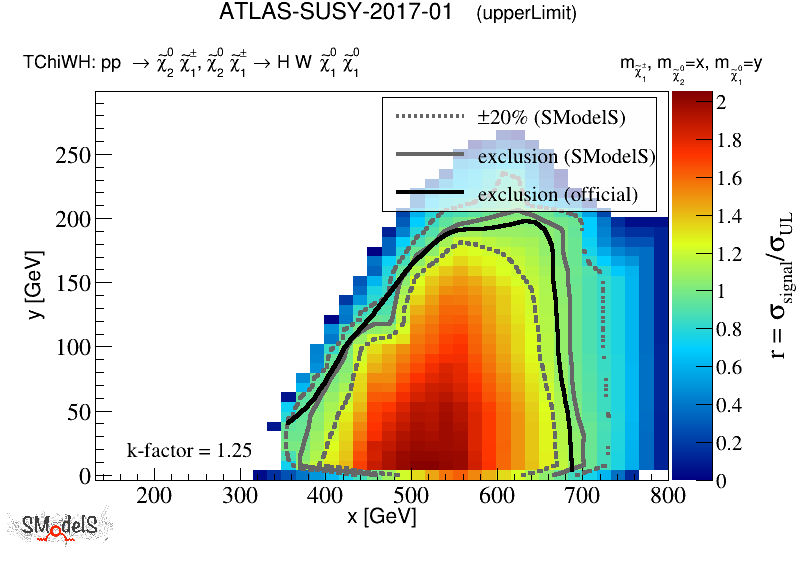 ATLAS-SUSY-2017-01 (upperLimit)
TChiWH: pp → χ̃⁰₂ χ̃±₁, χ̃⁰₂ χ̃±₁ → H W χ̃⁰₁ χ̃⁰₁
m_χ̃±₁, m_χ̃⁰₂=x, m_χ̃⁰₁=y
±20% (SModelS)
exclusion (SModelS)
exclusion (official)
y [GeV]
250
200
150
100
50
0
k-factor = 1.25
200
300
400
500
600
700
800
x [GeV]
2
1.8
1.6
1.4
1.2
1
0.8
0.6
0.4
0.2
0
r = σ_signal/σ_UL
SModelS